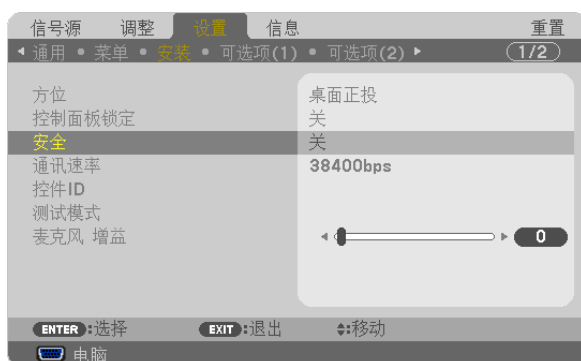 信号源 调整 设置 信息 重置
通用 • 菜单 • 安装 • 可选项(1) • 可选项(2) 1/2
方位 桌面正投
控制面板锁定 关
安全 关
通讯速率 38400bps
控件ID
测试模式
麦克风 增益 0
ENTER:选择 EXIT:退出 :移动
电脑